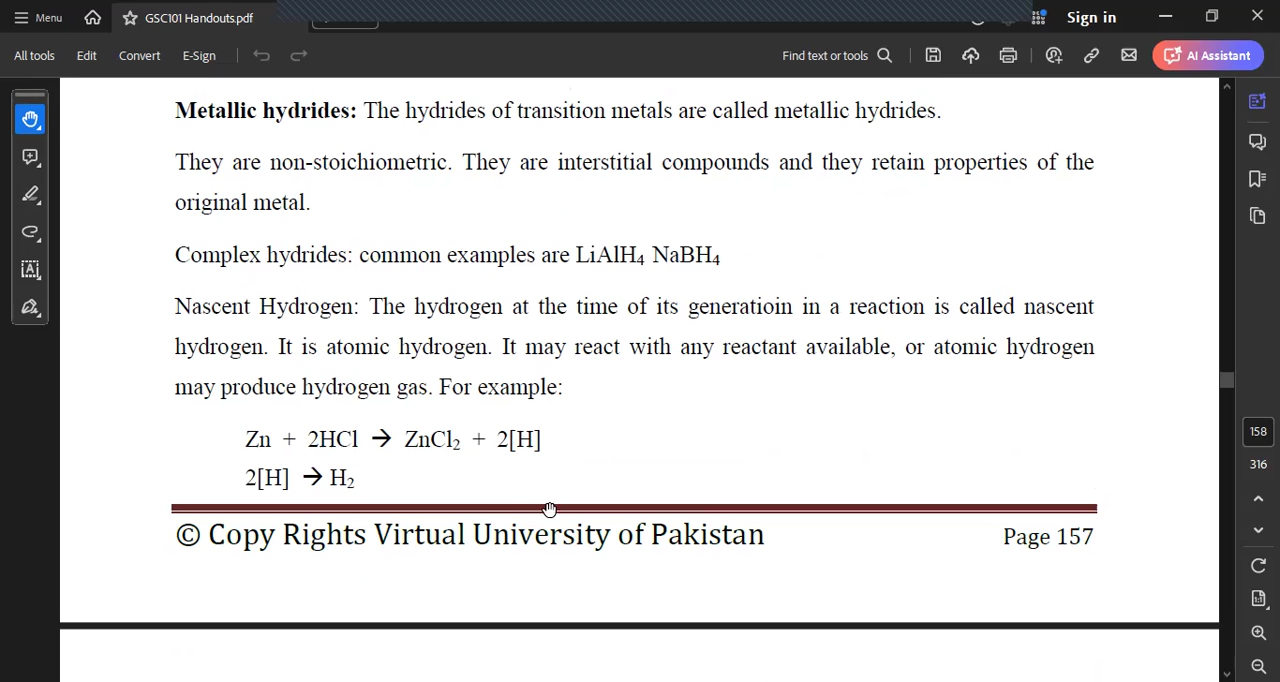 Menu
GSC101 Handouts.pdf
Sign in
All tools Edit Convert E-Sign
Find text or tools
AI Assistant
Metallic hydrides: The hydrides of transition metals are called metallic hydrides.
They are non-stoichiometric. They are interstitial compounds and they retain properties of the
original metal.
Complex hydrides: common examples are LiAlH₄ NaBH₄
Nascent Hydrogen: The hydrogen at the time of its generatioin in a reaction is called nascent
hydrogen. It is atomic hydrogen. It may react with any reactant available, or atomic hydrogen
may produce hydrogen gas. For example:
Zn + 2HCl → ZnCl₂ + 2[H]
2[H] → H₂
© Copy Rights Virtual University of Pakistan Page 157
158
316